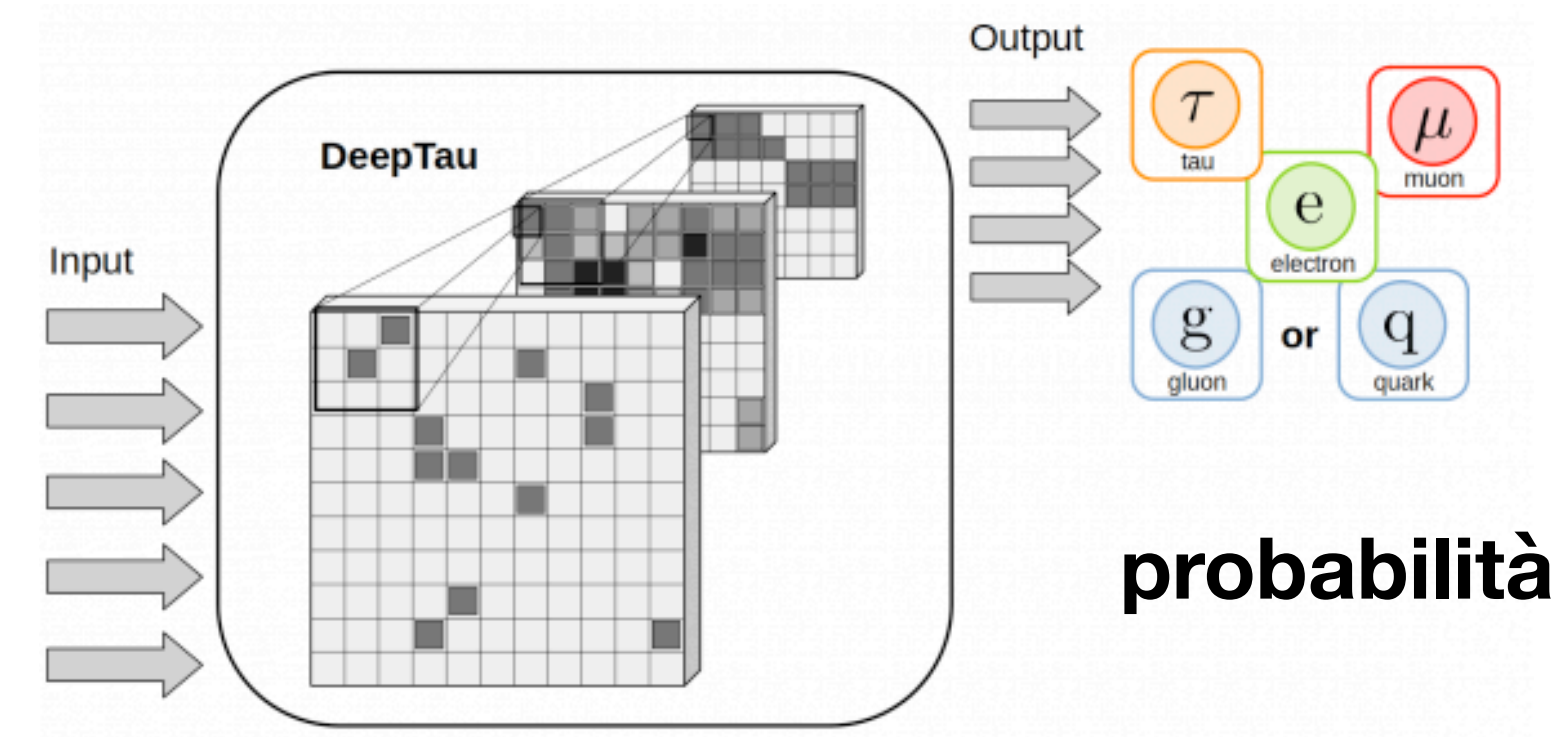 Output
DeepTau
Input
τ
tau
μ
muon
e
electron
g
gluon
or
q
quark
probabilità